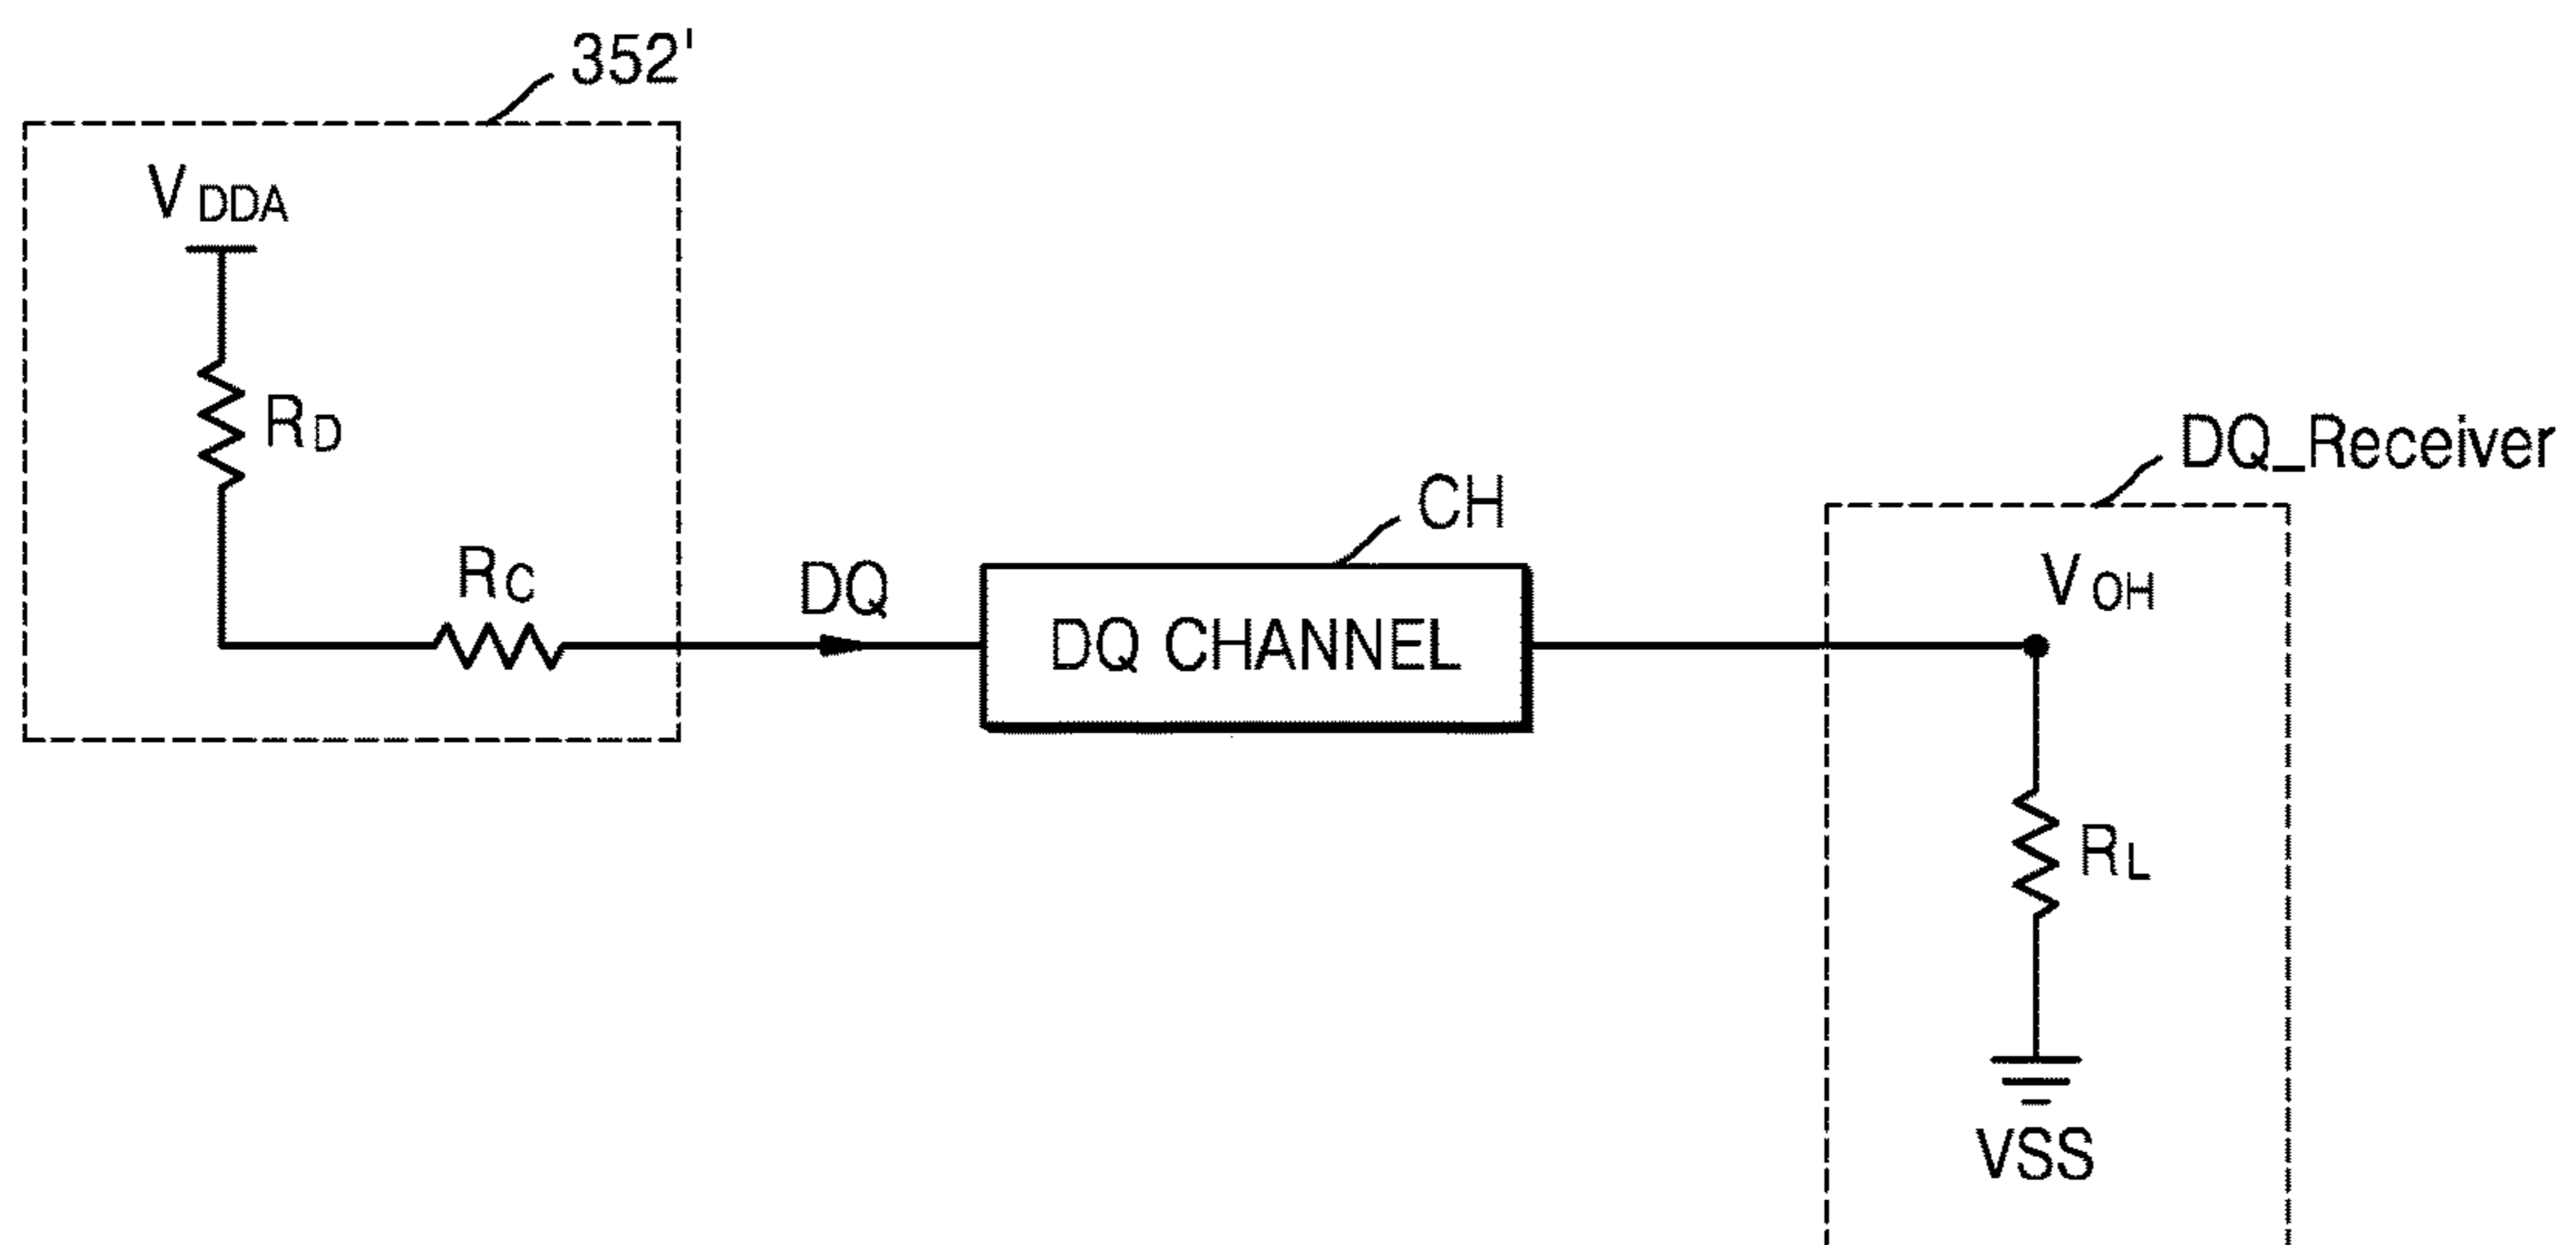 352'
VDDA
RD
RC
DQ
CH
DQ CHANNEL
DQ_Receiver
VOH
RL
VSS